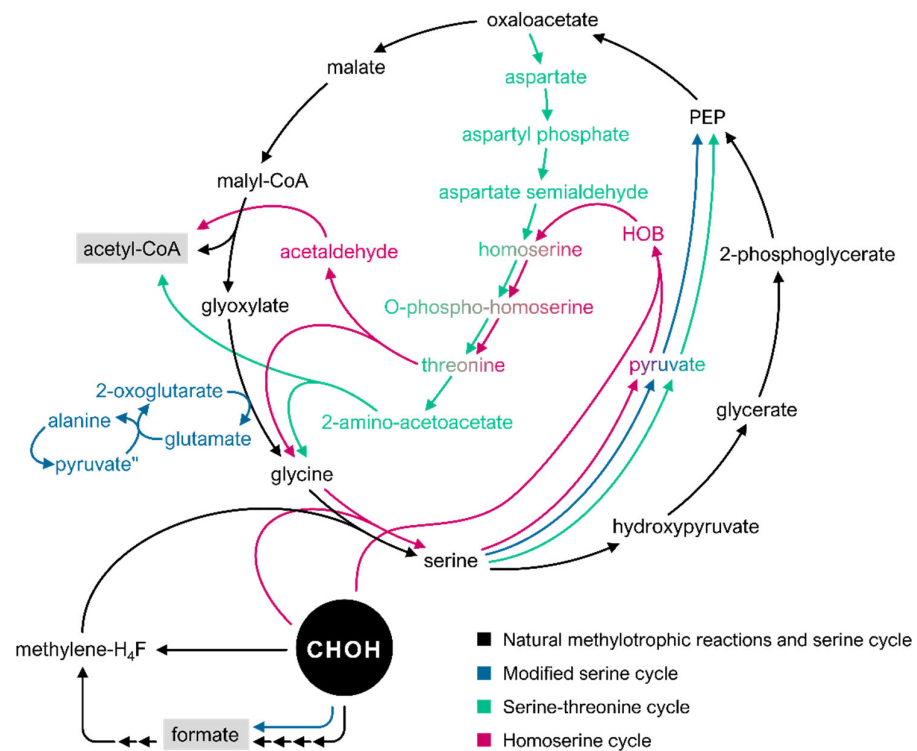 oxaloacetate
malate
aspartate
PEP
aspartyl phosphate
malyl-CoA
aspartate semialdehyde
acetyl-CoA
acetaldehyde
homoserine
HOB
2-phosphoglycerate
glyoxylate
O-phospho-homoserine
threonine
pyruvate
2-oxoglutarate
alanine
glutamate
2-amino-acetoacetate
glycerate
pyruvate"
glycine
hydroxypyruvate
serine
methylene-H₄F
CHOH
formate
Natural methylotrophic reactions and serine cycle
Modified serine cycle
Serine-threonine cycle
Homoserine cycle